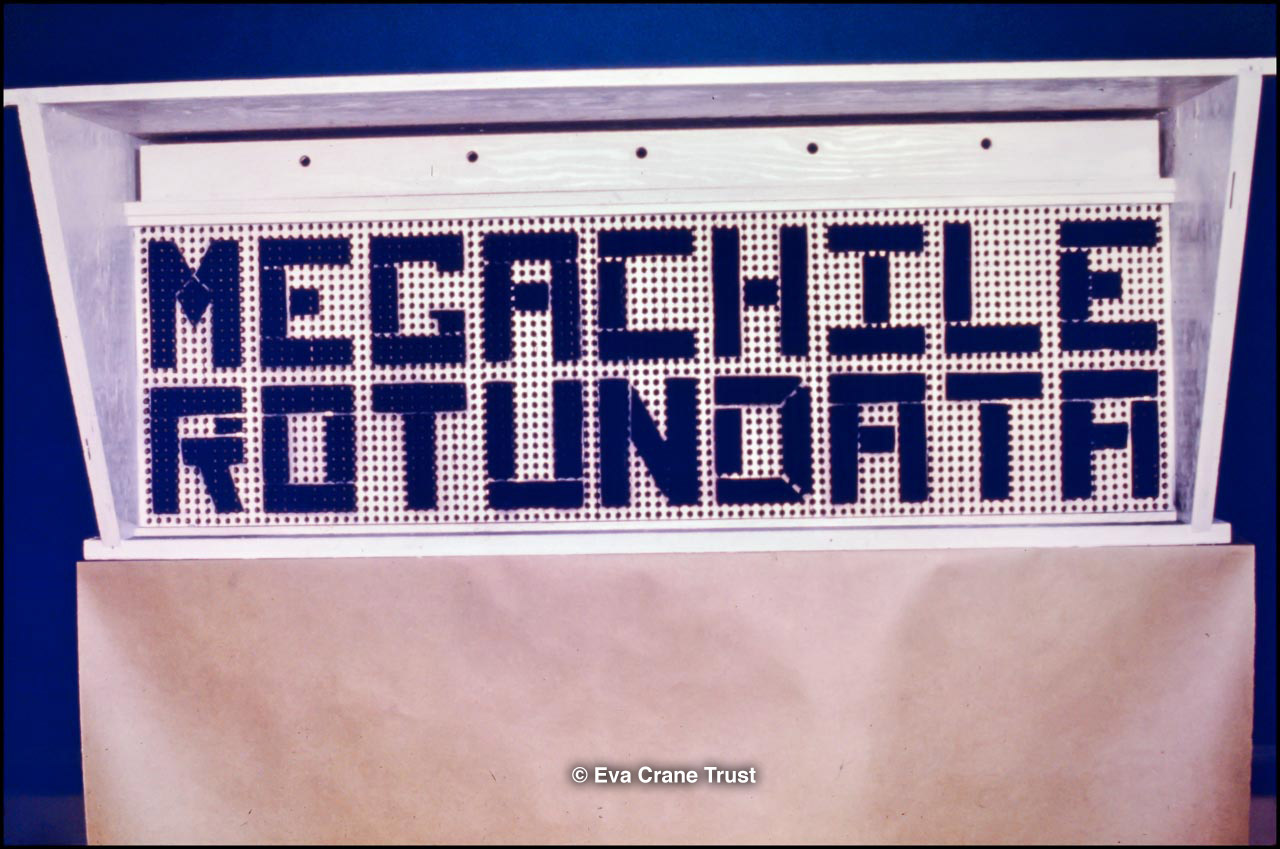 MEGACHILE
ROTUNDATA
© Eva Crane Trust